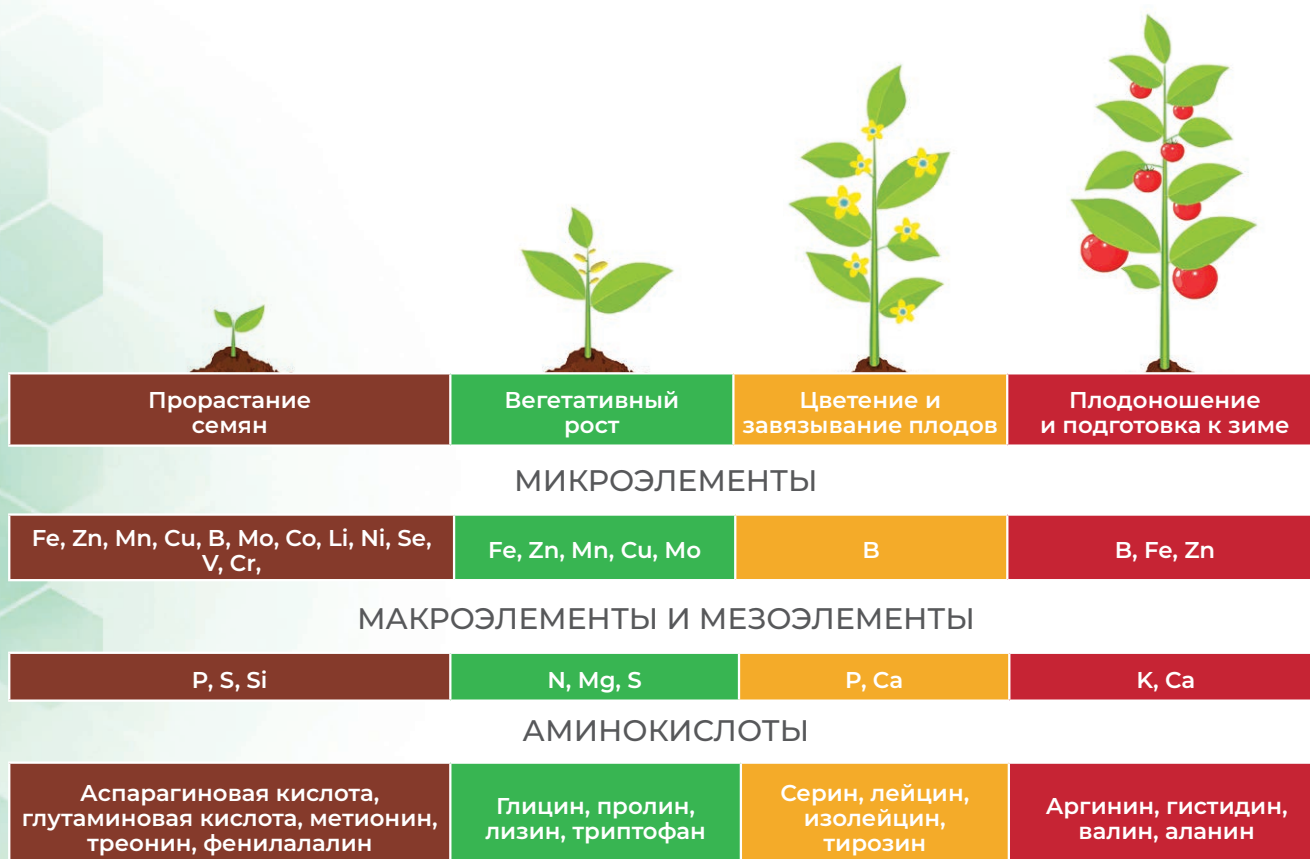 Прорастание
семян
Вегетативный
рост
Цветение и
завязывание плодов
Плодоношение
и подготовка к зиме
МИКРОЭЛЕМЕНТЫ
Fe, Zn, Mn, Cu, B, Mo, Co, Li, Ni, Se,
V, Cr,
Fe, Zn, Mn, Cu, Mo
B
B, Fe, Zn
МАКРОЭЛЕМЕНТЫ И МЕЗОЭЛЕМЕНТЫ
P, S, Si
N, Mg, S
P, Ca
K, Ca
АМИНОКИСЛОТЫ
Аспарагиновая кислота,
глутаминовая кислота, метионин,
треонин, фенилалалин
Глицин, пролин,
лизин, триптофан
Серин, лейцин,
изолейцин,
тирозин
Аргинин, гистидин,
валин, аланин